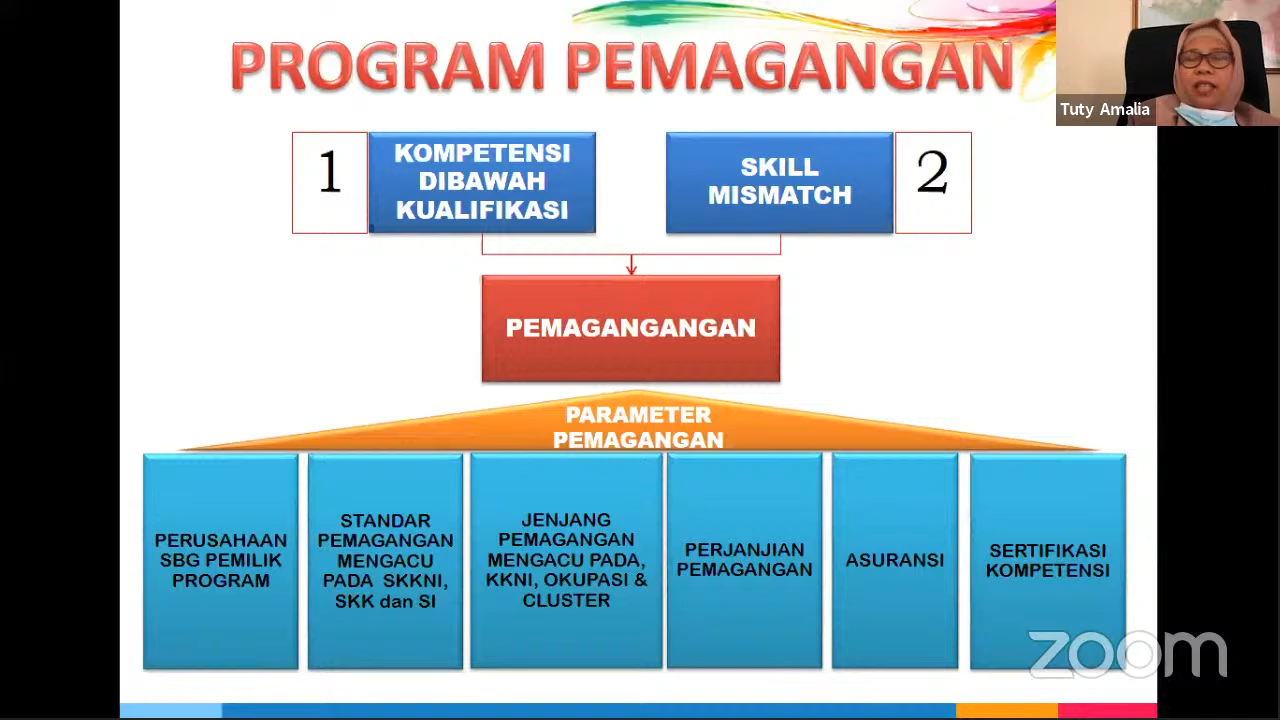 PROGRAM PEMAGANGAN
Tuty Amalia
1
KOMPETENSI
DIBAWAH
KUALIFIKASI
SKILL
MISMATCH
2
PEMAGANGANGAN
PARAMETER
PEMAGANGAN
PERUSAHAAN
SBG PEMILIK
PROGRAM
STANDAR
PEMAGANGAN
MENGACU
PADA SKKNI,
SKK dan SI
JENJANG
PEMAGANGAN
MENGACU PADA,
KKNI, OKUPASI &
CLUSTER
PERJANJIAN
PEMAGANGAN
ASURANSI
SERTIFIKASI
KOMPETENSI
zoom